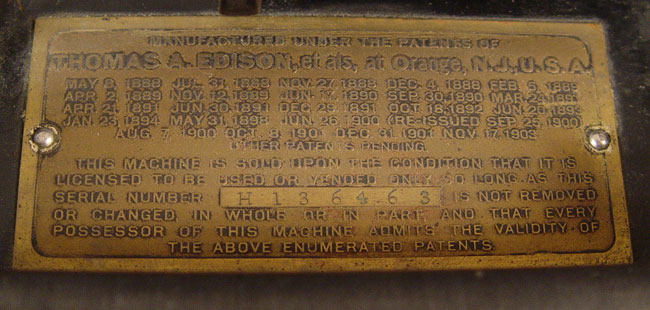 MANUFACTURED UNDER THE PATENTS OF
THOMAS A. EDISON, et als, at Orange, N.J., U.S.A.
MAY 8, 1888 JUL. 31, 1888 NOV. 27, 1888 DEC. 4, 1888 FEB. 5, 1889
APR. 2, 1889 NOV. 12, 1889 JUN. 17, 1890 SEP. 30, 1890 MAR. 24, 1891
APR. 21, 1891 JUN. 30, 1891 DEC. 29, 1891 OCT. 18, 1892 JUN.
JAN. 23, 1894 MAY 31, 1898 JUN. 26, 1900 (RE-ISSUED SEP. 25, 1900)
AUG. 7, 1900 OCT. 8, 1901 DEC. 31, 1901 NOV. 17, 1903
OTHER PATENTS PENDING.
THIS MACHINE IS SOLD UPON THE CONDITION THAT IT IS
LICENSED TO BE USED OR VENDED ONLY SO LONG AS THIS
SERIAL NUMBER H136463 IS NOT REMOVED
OR CHANGED IN WHOLE OR IN PART AND THAT EVERY
POSSESSOR OF THIS MACHINE ADMITS THE VALIDITY OF
THE ABOVE ENUMERATED PATENTS